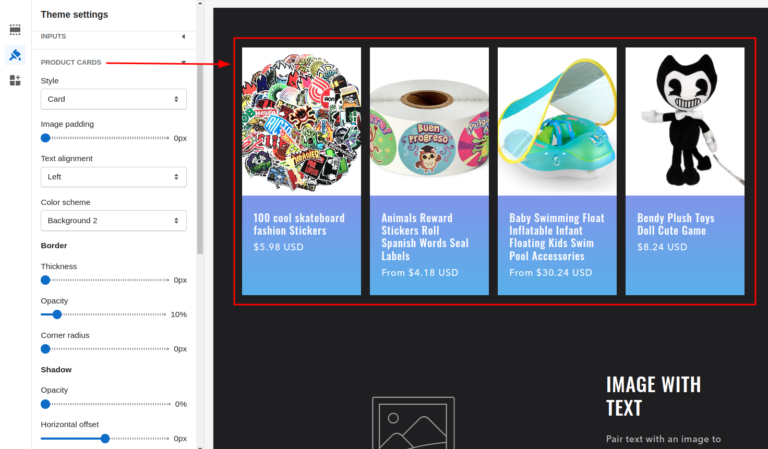 Theme settings
INPUTS
PRODUCT CARDS
Style
Card
Image padding
0px
Text alignment
Left
Color scheme
Background 2
Border
Thickness
0px
Opacity
10%
Corner radius
0px
Shadow
Opacity
0%
Horizontal offset
0px
Buen
Progreso
100 cool skateboard
fashion Stickers
$5.98 USD
Animals Reward
Stickers Roll
Spanish Words Seal
Labels
From $4.18 USD
Baby Swimming Float
Inflatable Infant
Floating Kids Swim
Pool Accessories
From $30.24 USD
Bendy Plush Toys
Doll Cute Game
$8.24 USD
IMAGE WITH
TEXT
Pair text with an image to